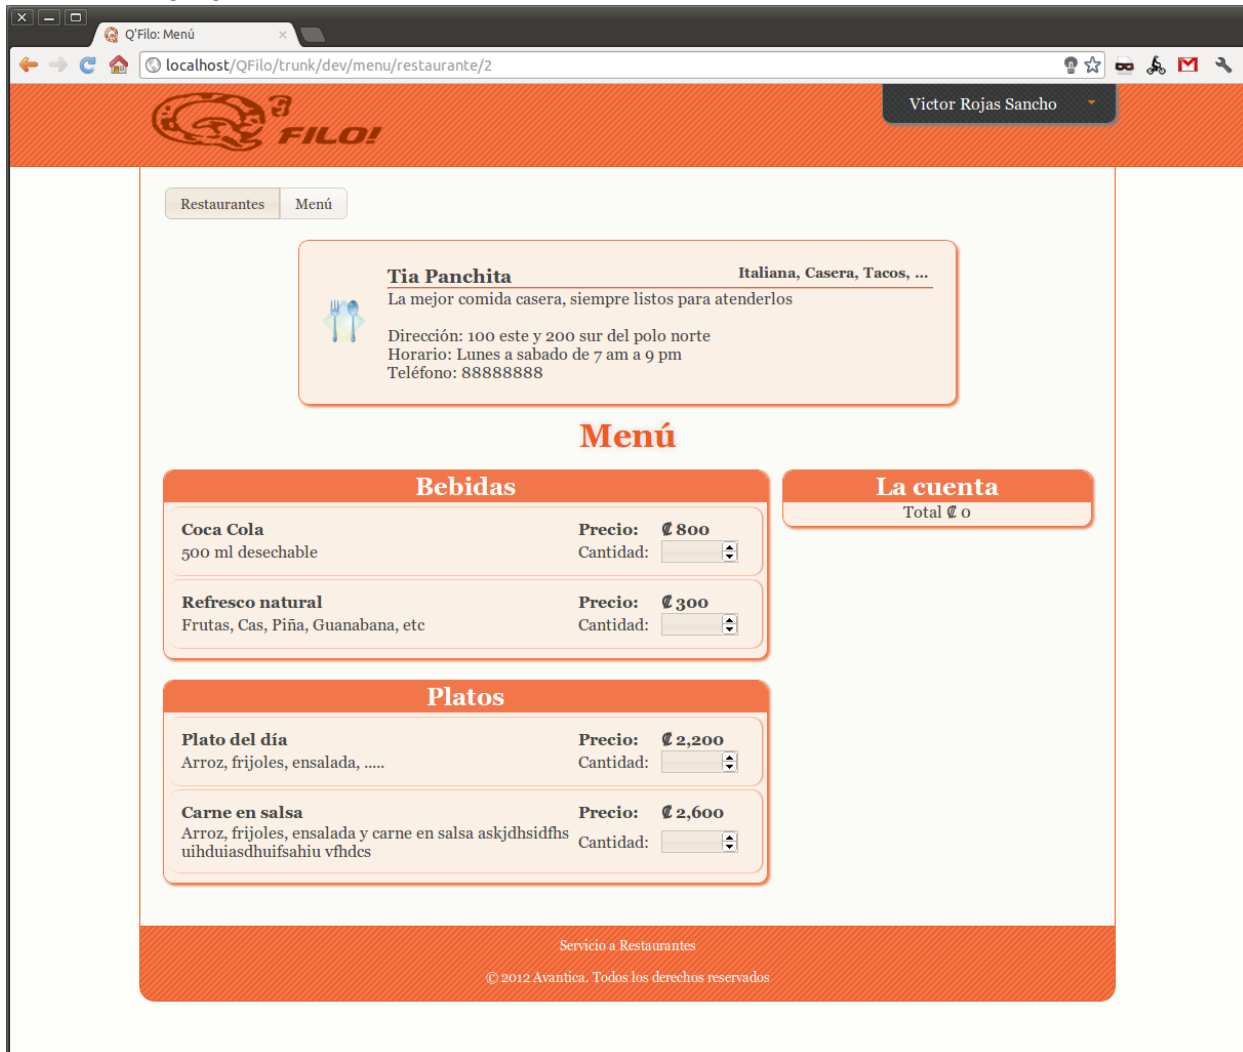 Q'Filo: Menú
localhost/QFilo/trunk/dev/menu/restaurante/2
Q' FILO!
Victor Rojas Sancho
Restaurantes Menú
Tia Panchita Italiana, Casera, Tacos, ...
La mejor comida casera, siempre listos para atenderlos
Dirección: 100 este y 200 sur del polo norte
Horario: Lunes a sabado de 7 am a 9 pm
Teléfono: 88888888
Menú
Bebidas
Coca Cola Precio: ₡ 800
500 ml desechable Cantidad:
Refresco natural Precio: ₡ 300
Frutas, Cas, Piña, Guanabana, etc Cantidad:
Platos
Plato del día Precio: ₡ 2,200
Arroz, frijoles, ensalada, ..... Cantidad:
Carne en salsa Precio: ₡ 2,600
Arroz, frijoles, ensalada y carne en salsa askjdhsidfhs
uihduiasdhuifsahiu vfhdcs Cantidad:
La cuenta
Total ₡ 0
Servicio a Restaurantes
© 2012 Avantica. Todos los derechos reservados